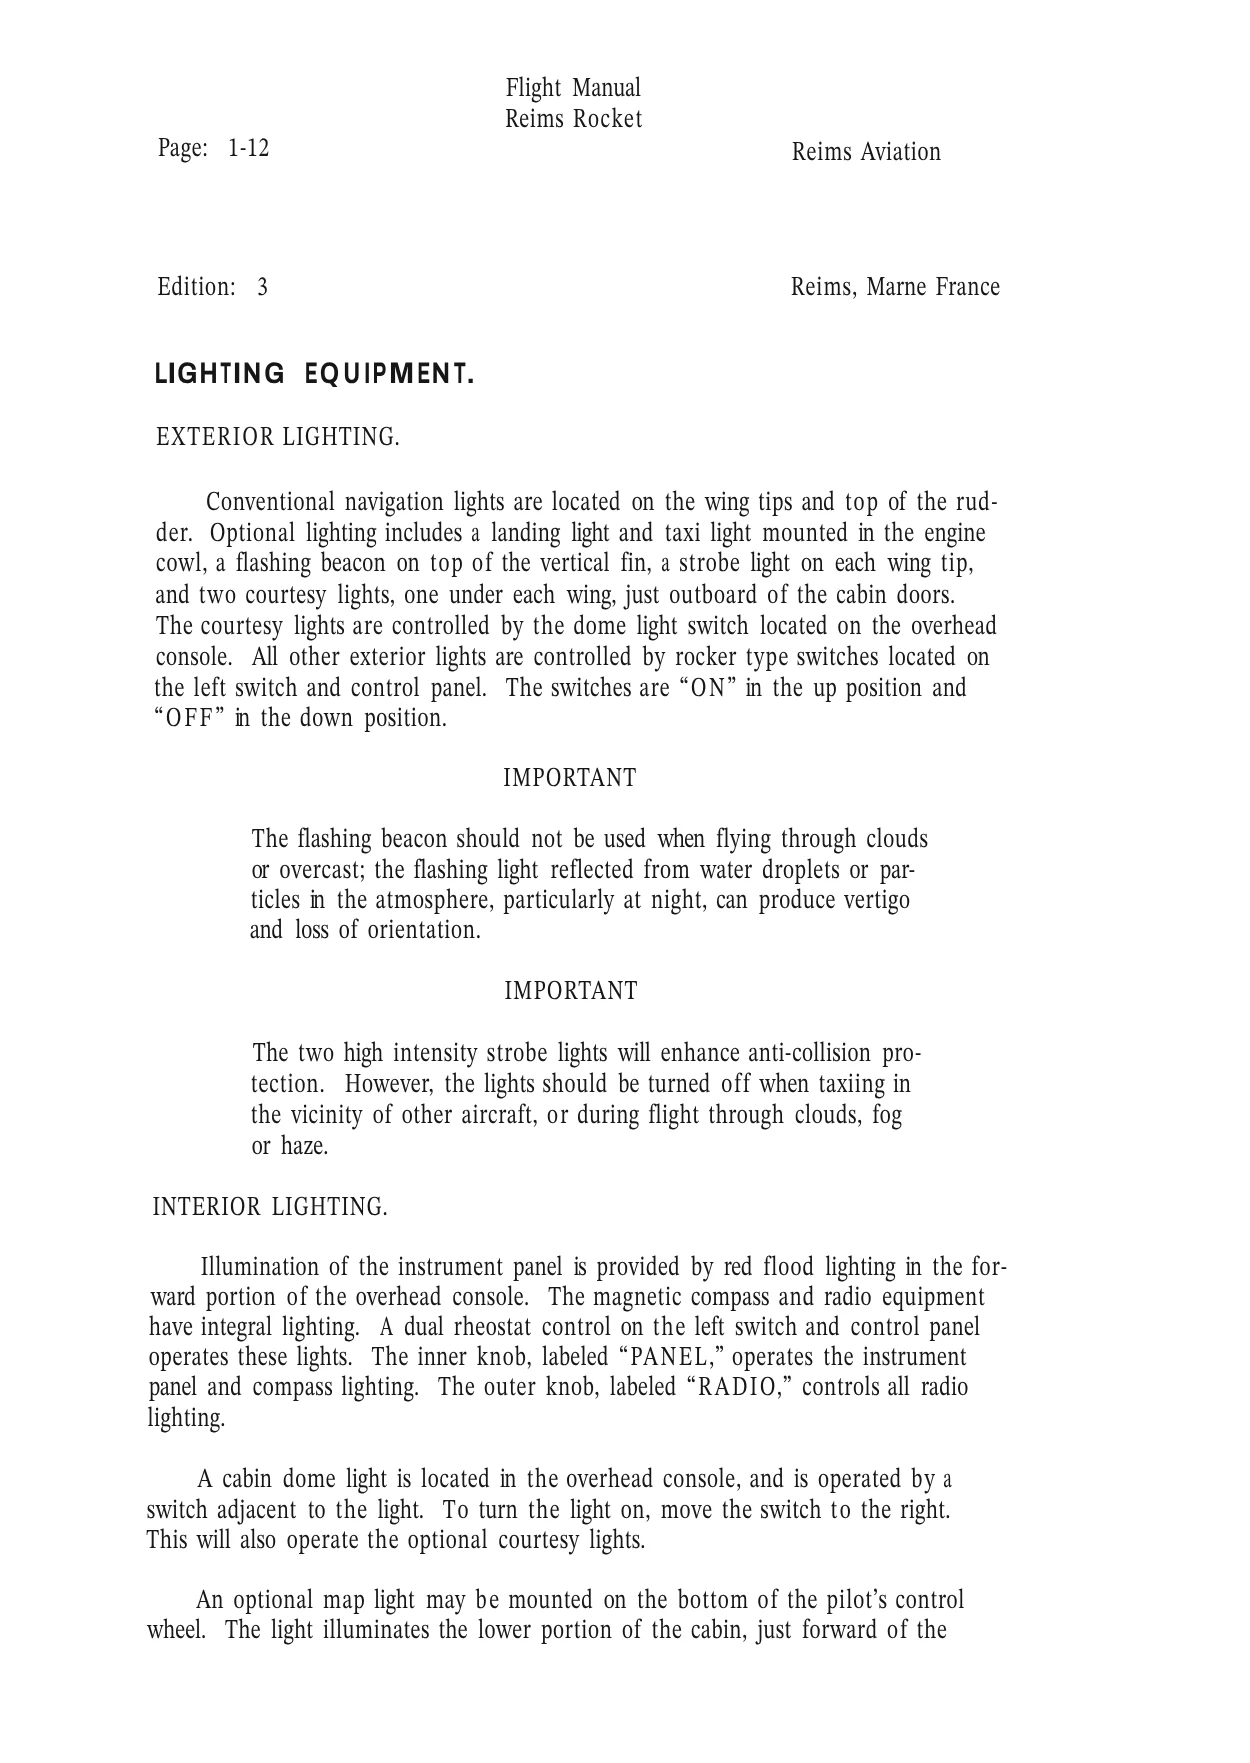 Flight Manual
Reims Rocket
Page: 1-12
Reims Aviation
Edition: 3
Reims, Marne France
LIGHTING EQUIPMENT.
EXTERIOR LIGHTING.
Conventional navigation lights are located on the wing tips and top of the rud-
der. Optional lighting includes a landing light and taxi light mounted in the engine
cowl, a flashing beacon on top of the vertical fin, a strobe light on each wing tip,
and two courtesy lights, one under each wing, just outboard of the cabin doors.
The courtesy lights are controlled by the dome light switch located on the overhead
console. All other exterior lights are controlled by rocker type switches located on
the left switch and control panel. The switches are “ON” in the up position and
“OFF” in the down position.
IMPORTANT
The flashing beacon should not be used when flying through clouds
or overcast; the flashing light reflected from water droplets or par-
ticles in the atmosphere, particularly at night, can produce vertigo
and loss of orientation.
IMPORTANT
The two high intensity strobe lights will enhance anti-collision pro-
tection. However, the lights should be turned off when taxiing in
the vicinity of other aircraft, or during flight through clouds, fog
or haze.
INTERIOR LIGHTING.
Illumination of the instrument panel is provided by red flood lighting in the for-
ward portion of the overhead console. The magnetic compass and radio equipment
have integral lighting. A dual rheostat control on the left switch and control panel
operates these lights. The inner knob, labeled “PANEL,” operates the instrument
panel and compass lighting. The outer knob, labeled “RADIO,” controls all radio
lighting.
A cabin dome light is located in the overhead console, and is operated by a
switch adjacent to the light. To turn the light on, move the switch to the right.
This will also operate the optional courtesy lights.
An optional map light may be mounted on the bottom of the pilot’s control
wheel. The light illuminates the lower portion of the cabin, just forward of the